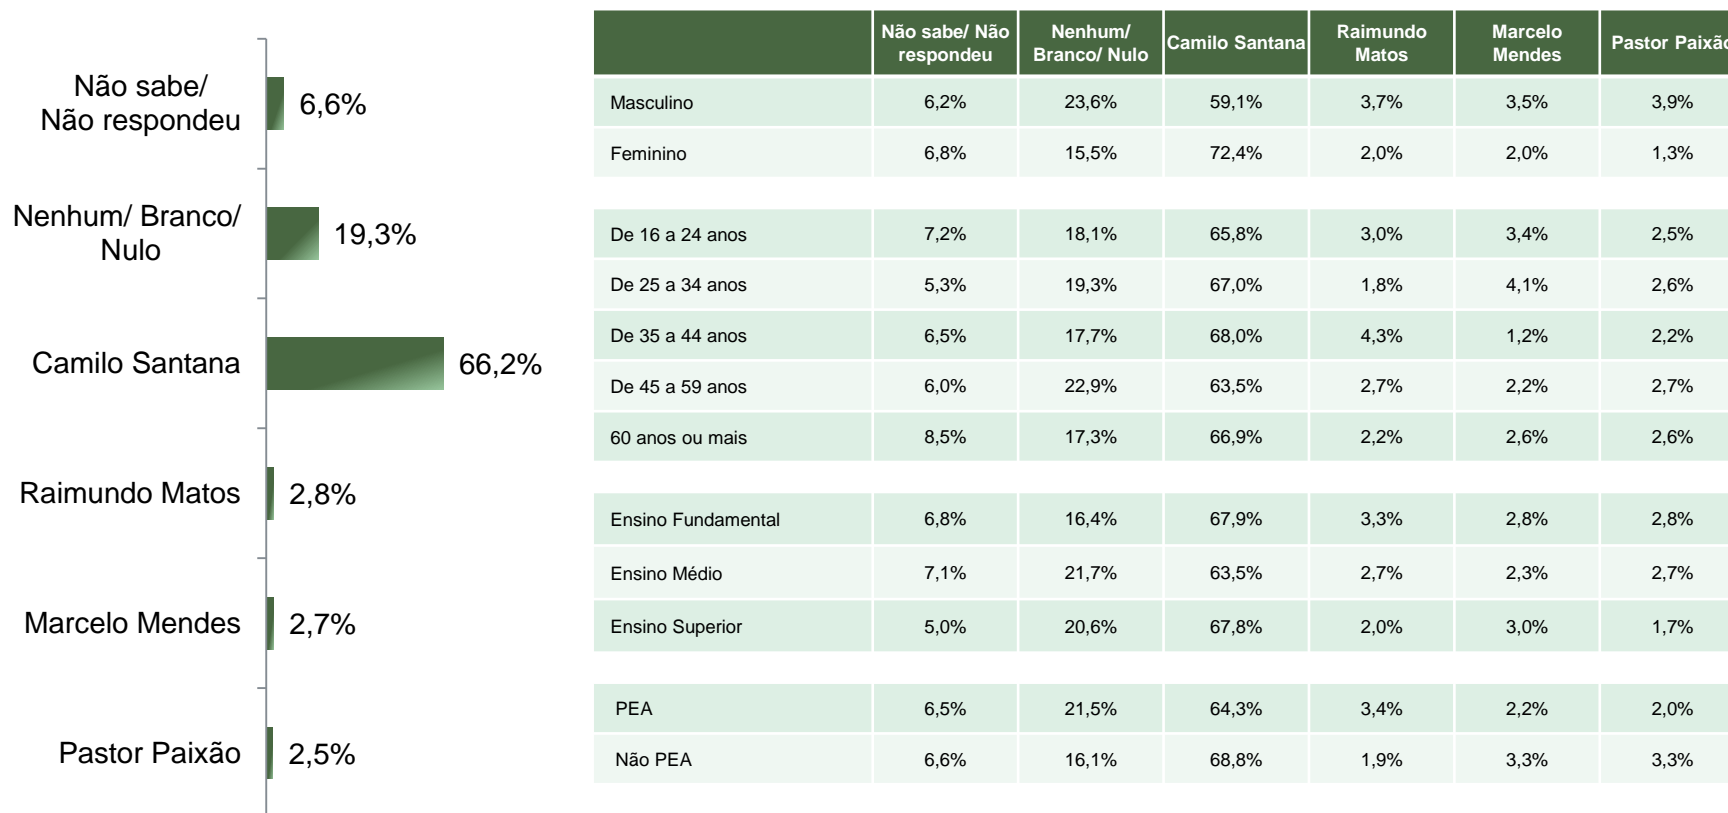 Não sabe/
Não respondeu
6,6%
Nenhum/ Branco/
Nulo
19,3%
Camilo Santana
66,2%
Raimundo Matos
2,8%
Marcelo Mendes
2,7%
Pastor Paixão
2,5%
Não sabe/ Não respondeu Nenhum/ Branco/ Nulo Camilo Santana Raimundo Matos Marcelo Mendes Pastor Paixão
Masculino 6,2% 23,6% 59,1% 3,7% 3,5% 3,9%
Feminino 6,8% 15,5% 72,4% 2,0% 2,0% 1,3%
De 16 a 24 anos 7,2% 18,1% 65,8% 3,0% 3,4% 2,5%
De 25 a 34 anos 5,3% 19,3% 67,0% 1,8% 4,1% 2,6%
De 35 a 44 anos 6,5% 17,7% 68,0% 4,3% 1,2% 2,2%
De 45 a 59 anos 6,0% 22,9% 63,5% 2,7% 2,2% 2,7%
60 anos ou mais 8,5% 17,3% 66,9% 2,2% 2,6% 2,6%
Ensino Fundamental 6,8% 16,4% 67,9% 3,3% 2,8% 2,8%
Ensino Médio 7,1% 21,7% 63,5% 2,7% 2,3% 2,7%
Ensino Superior 5,0% 20,6% 67,8% 2,0% 3,0% 1,7%
PEA 6,5% 21,5% 64,3% 3,4% 2,2% 2,0%
Não PEA 6,6% 16,1% 68,8% 1,9% 3,3% 3,3%